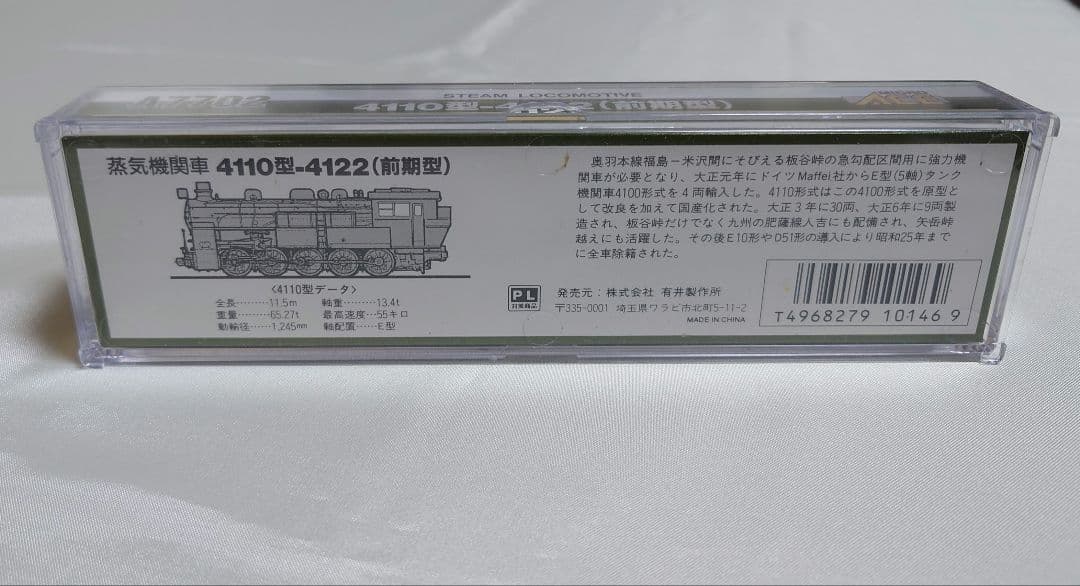 A7702
STEAM LOCOMOTIVE
4110型-4122(前期型)
MICRO ACE
蒸気機関車 4110型-4122(前期型)
〈4110型データ〉
全長………11.5m 軸重………13.4t
重量………65.27t 最高速度…55キロ
動輪径……1,245mm 軸配置……E型
奥羽本線福島－米沢間にそびえる板谷峠の急勾配区間用に強力機
関車が必要となり、大正元年にドイツMaffei社からE型(5軸)タンク
機関車4100形式を4両輸入した。4110形式はこの4100形式を原型と
して改良を加えて国産化された。大正3年に30両、大正6年に9両製
造され、板谷峠だけでなく九州の肥薩線人吉にも配備され、矢岳峠
越えにも活躍した。その後E10形やD51形の導入により昭和25年まで
に全車除籍された。
PL
対策商品
発売元：株式会社 有井製作所
〒335-0001 埼玉県ワラビ市北町5-11-2
MADE IN CHINA
T4968279 10146 9